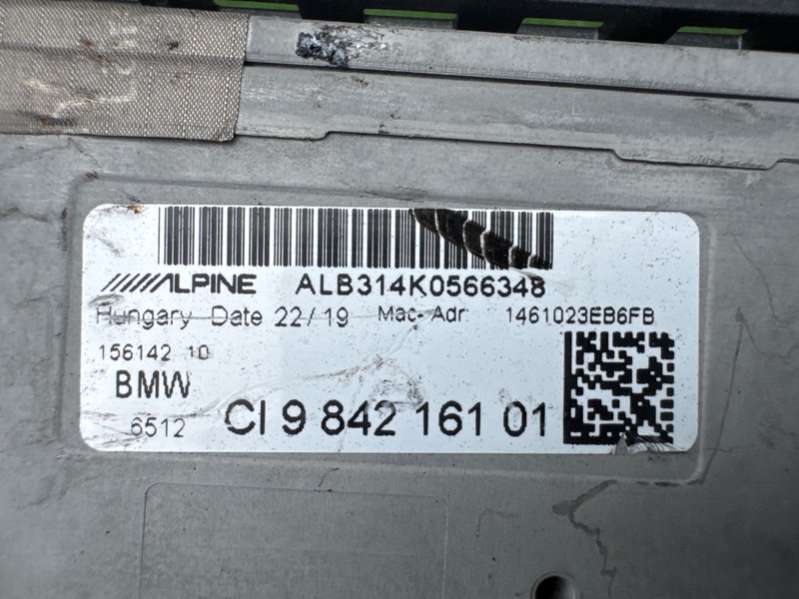 ALPINE ALB314K0566348
Hungary Date 22/19 Mac-Adr 1461023EB6FB
156142 10
BMW
6512 CI 9 842 161 01